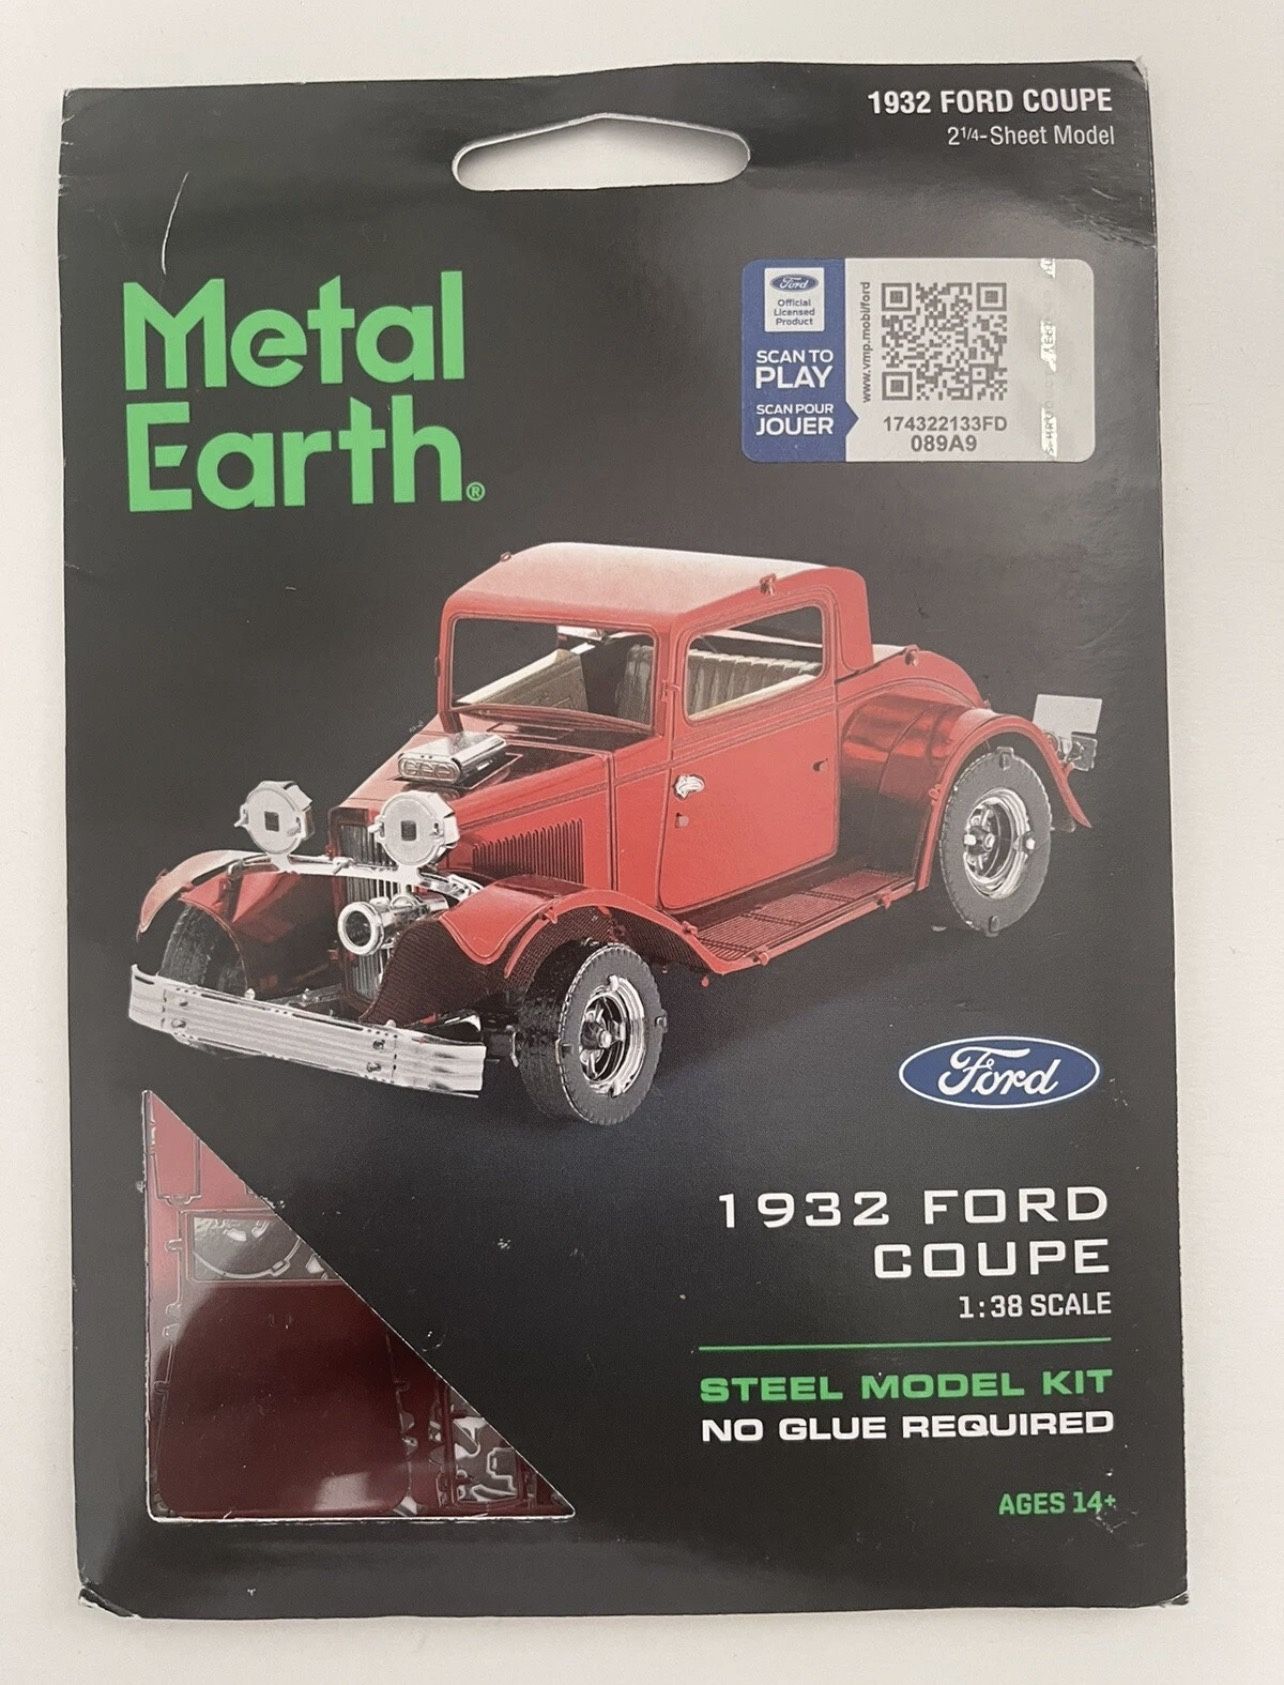 1932 FORD COUPE
2 1/4-Sheet Model
Metal
Earth®
Ford
Official
Licensed
Product
SCAN TO
PLAY
SCAN POUR
JOUER
www.vmp.mobi/ford
174322133FD
089A9
Ford
1932 FORD
COUPE
1:38 SCALE
STEEL MODEL KIT
NO GLUE REQUIRED
AGES 14+